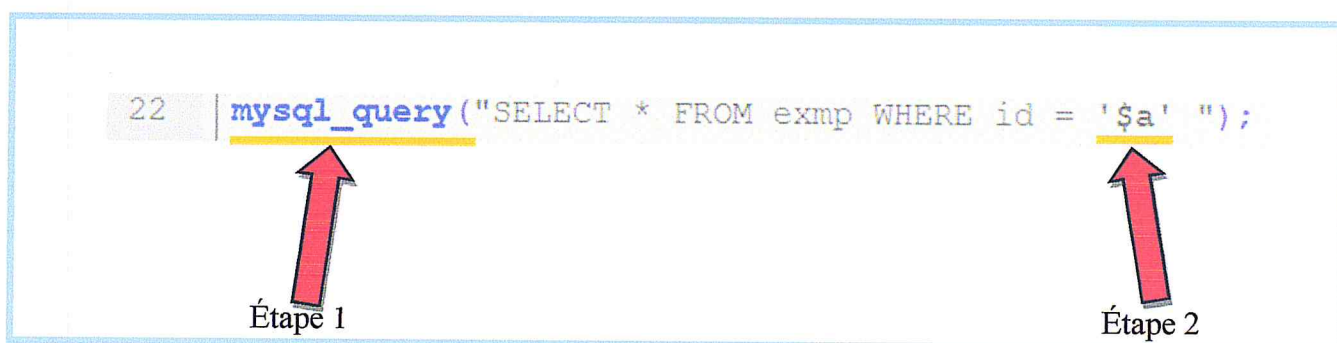 22 mysql_query("SELECT * FROM exmp WHERE id = '$a' ");
Étape 1
Étape 2